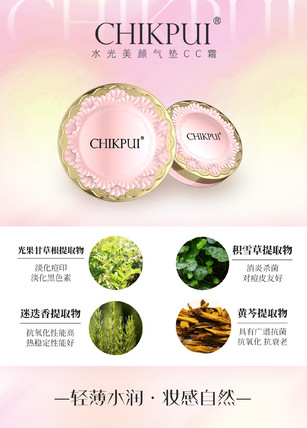 CHIKPUI®
水光美颜气垫CC霜
CHIKPUI®
CHIKPUI®
光果甘草根提取物
淡化痘印
淡化黑色素
积雪草提取物
消炎杀菌
对痘皮友好
迷迭香提取物
抗氧化性能高
热稳定性能好
黄芩提取物
具有广谱抗菌
抗氧化 抗衰老
—轻薄水润·妆感自然—